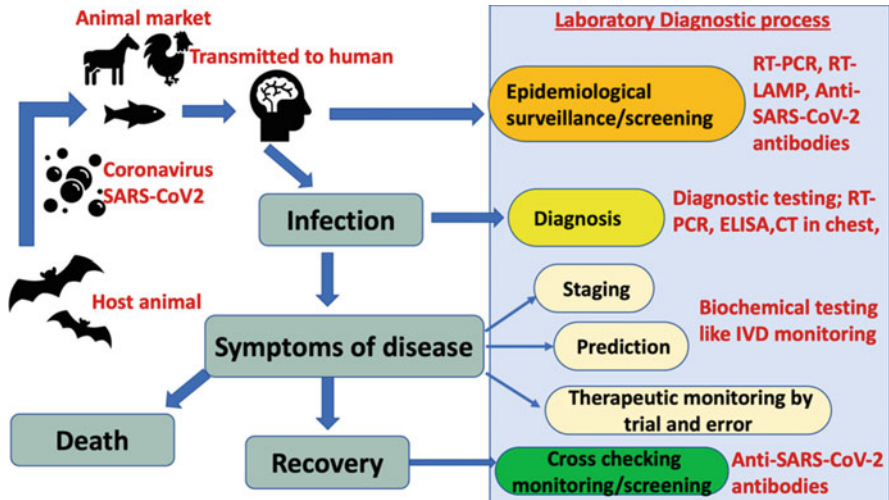 Animal market
Transmitted to human
Coronavirus
SARS-CoV2
Host animal
Infection
Symptoms of disease
Death
Recovery
Laboratory Diagnostic process
Epidemiological
surveillance/screening
RT-PCR, RT-
LAMP, Anti-
SARS-CoV-2
antibodies
Diagnosis
Diagnostic testing; RT-
PCR, ELISA,CT in chest,
Staging
Prediction
Biochemical testing
like IVD monitoring
Therapeutic monitoring by
trial and error
Cross checking
monitoring/screening
Anti-SARS-CoV-2
antibodies